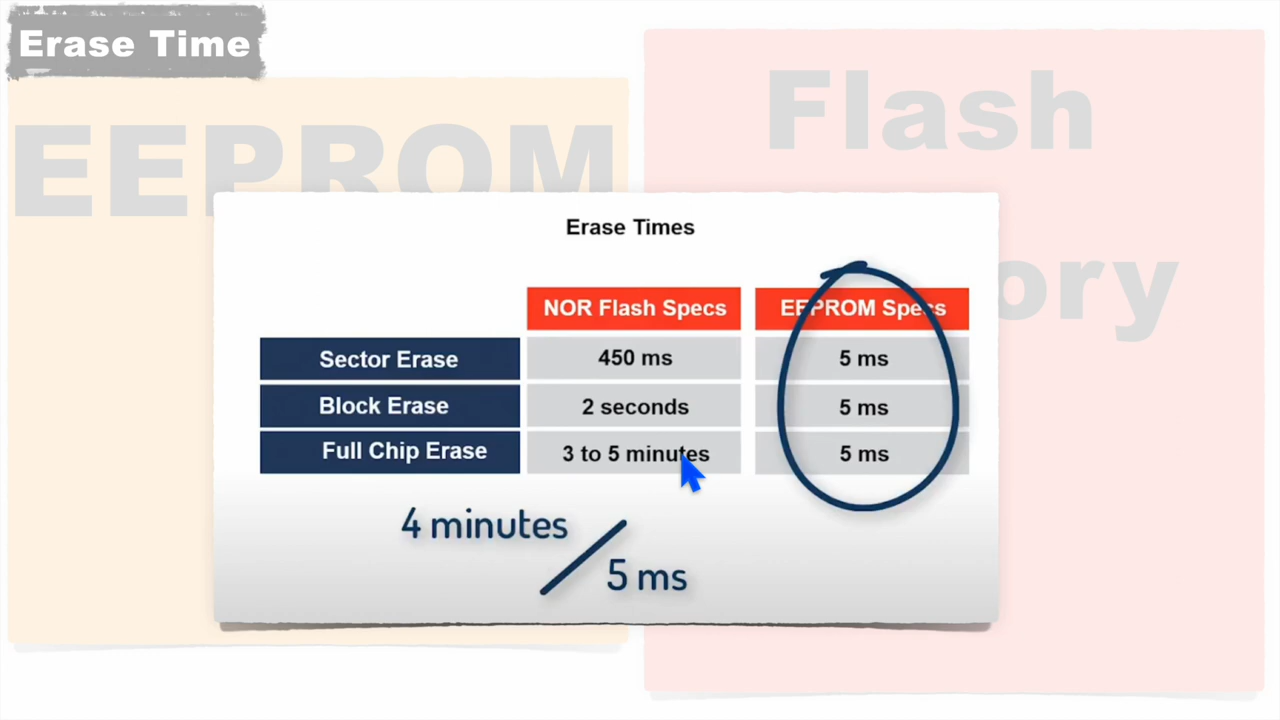 Erase Time
EEPROM
Flash
ory
Erase Times
NOR Flash Specs EEPROM Specs
Sector Erase 450 ms 5 ms
Block Erase 2 seconds 5 ms
Full Chip Erase 3 to 5 minutes 5 ms
4 minutes
5 ms